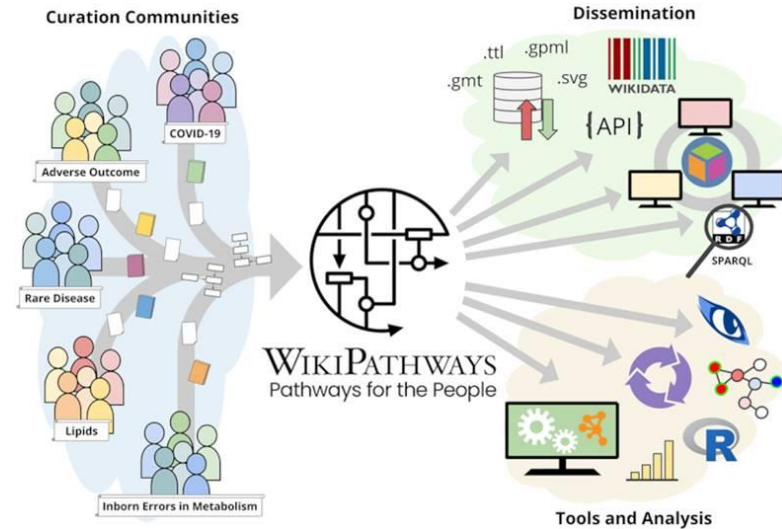 Curation Communities
COVID-19
Adverse Outcome
Rare Disease
Lipids
Inborn Errors in Metabolism
WIKIPATHWAYS
Pathways for the People
Dissemination
.ttl
.gpml
.gmt
.svg
WIKIDATA
{API}
RDF
SPARQL
R
Tools and Analysis